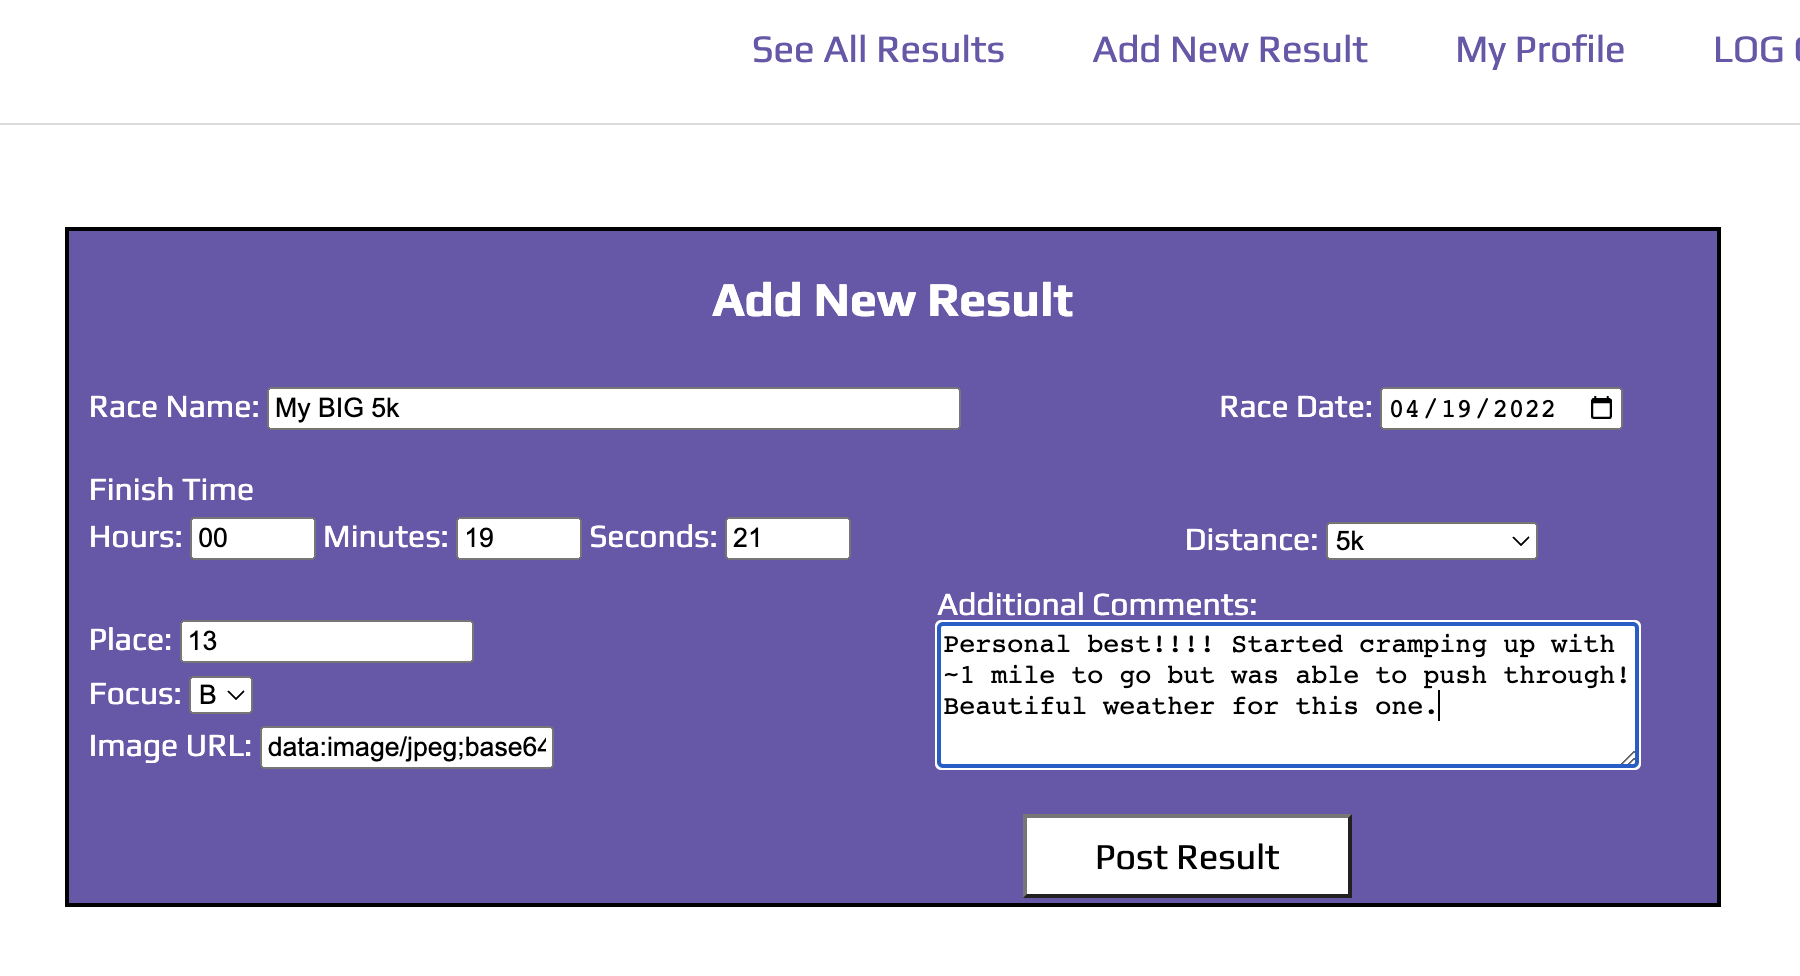 See All Results Add New Result My Profile LOG
Add New Result
Race Name: My BIG 5k Race Date: 04/19/2022
Finish Time
Hours: 00 Minutes: 19 Seconds: 21 Distance: 5k
Additional Comments:
Personal best!!!! Started cramping up with
~1 mile to go but was able to push through!
Beautiful weather for this one.
Place: 13
Focus: B
Image URL: data:image/jpeg;base64
Post Result